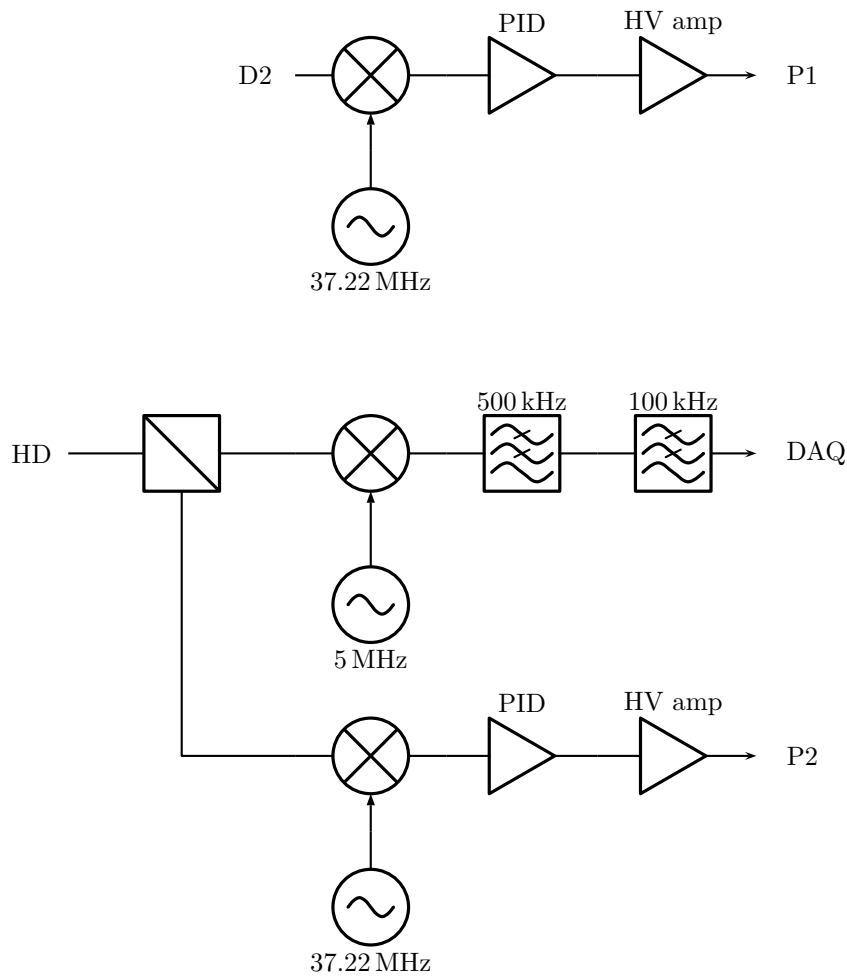 PID
HV amp
D2
P1
37.22 MHz
500 kHz
100 kHz
HD
DAQ
5 MHz
PID
HV amp
P2
37.22 MHz